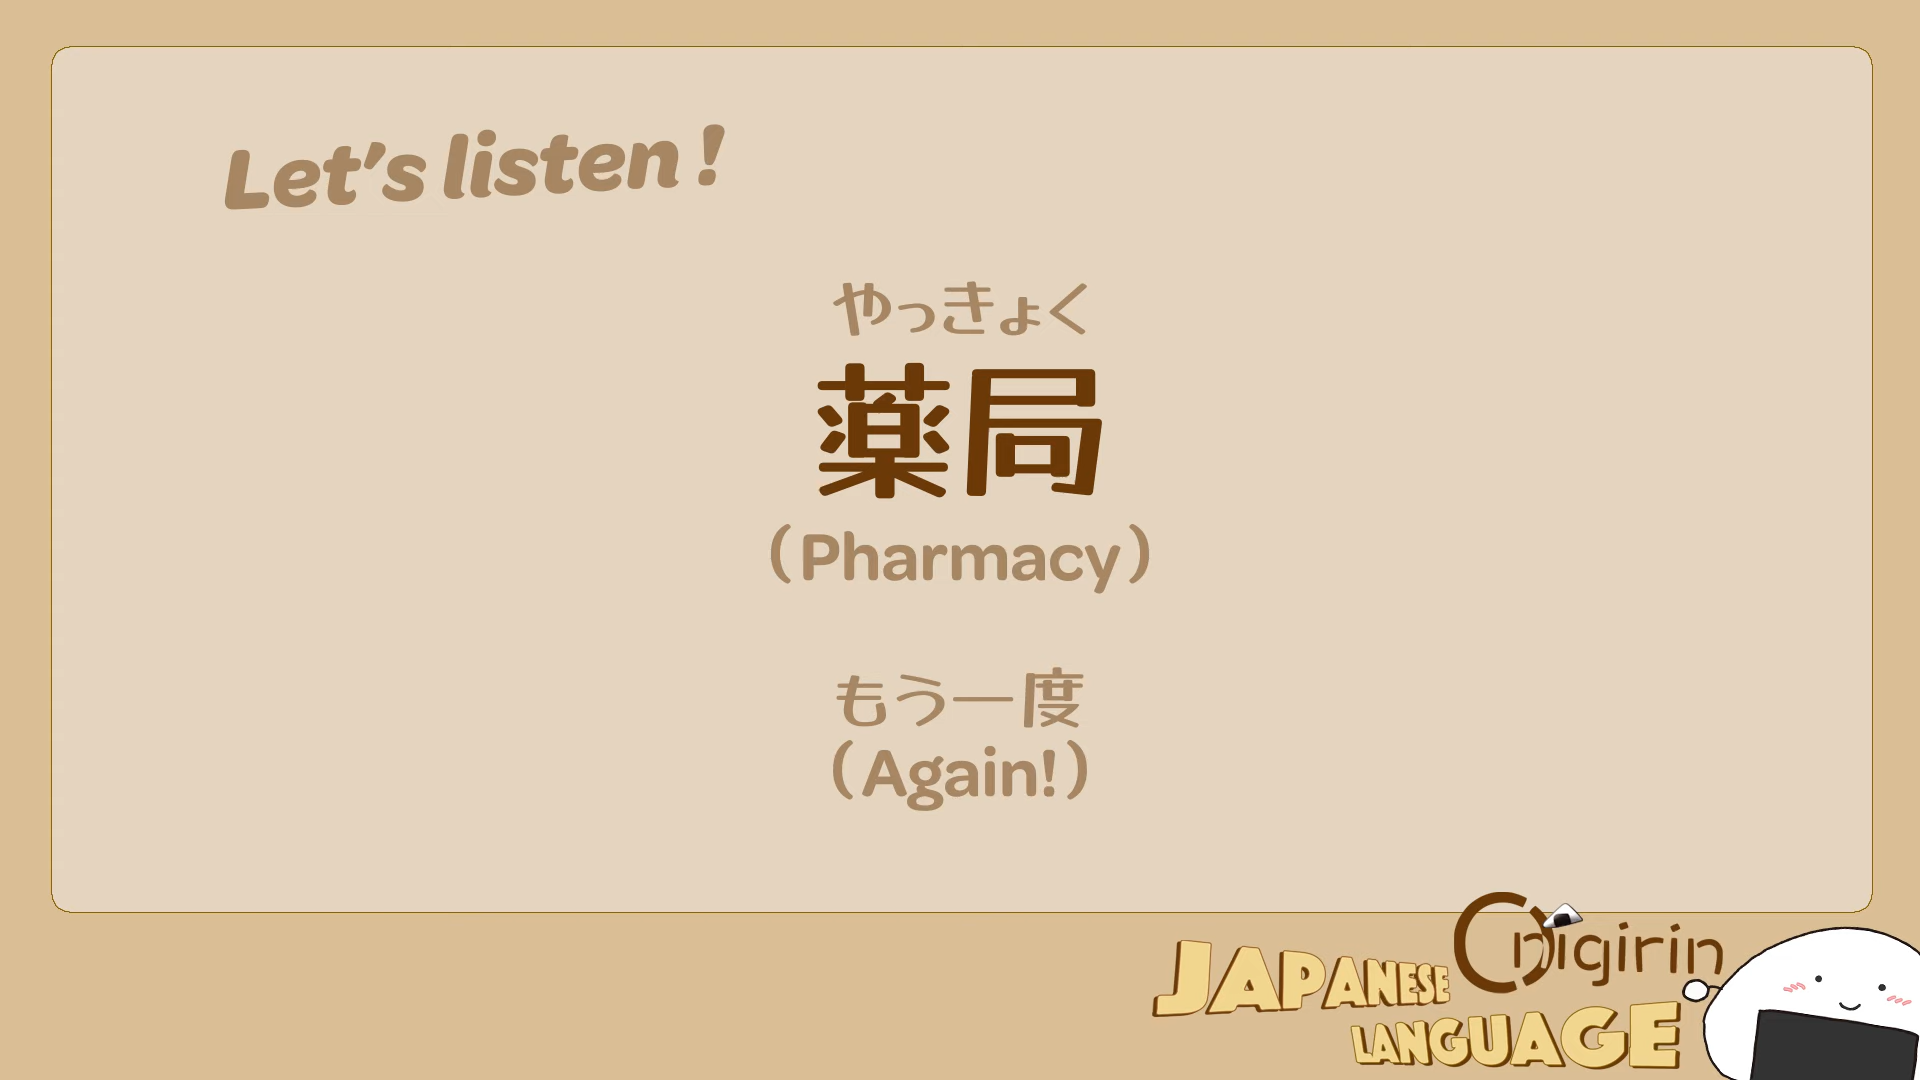 Let's listen!
やっきょく
薬局
(Pharmacy)
もう一度
(Again!)
Onigirin
JAPANESE
LANGUAGE